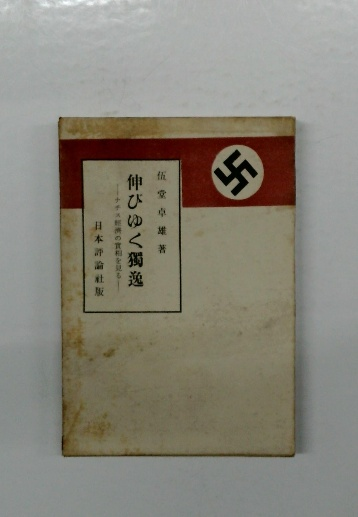 伍堂卓雄著
伸びゆく獨逸
――ナチス經濟の實相を見る――
日本評論社版